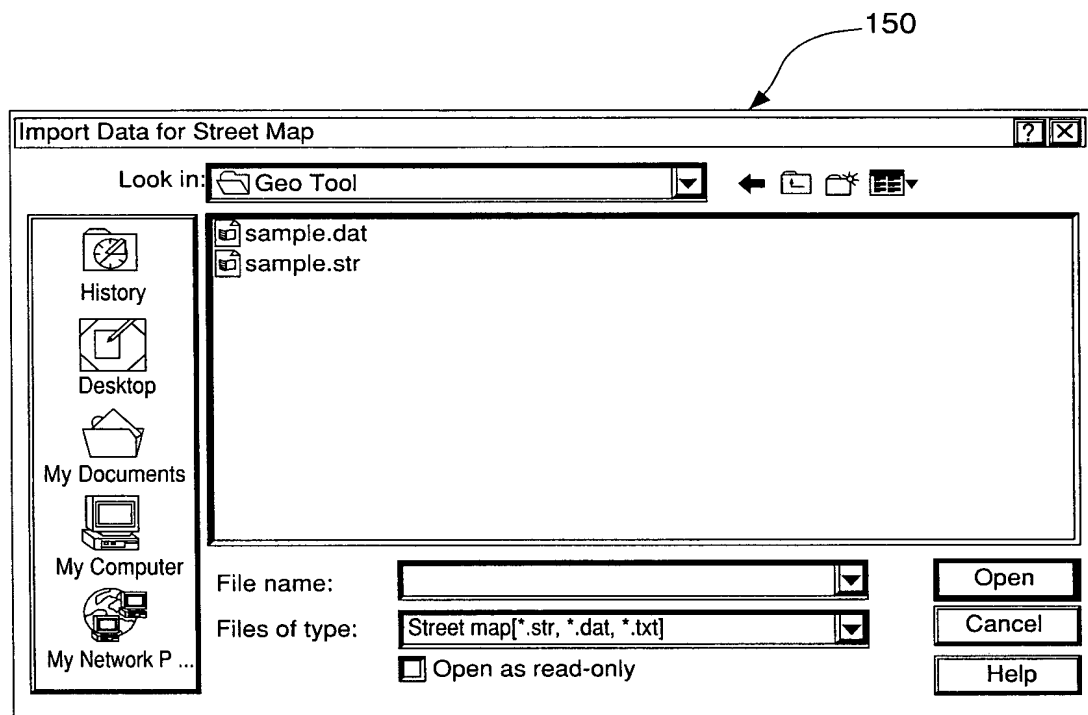 150
Import Data for Street Map
Look in: Geo Tool
sample.dat
sample.str
History
Desktop
My Documents
My Computer
My Network P ...
File name:
Open
Files of type: Street map[*.str, *.dat, *.txt]
Cancel
Open as read-only
Help